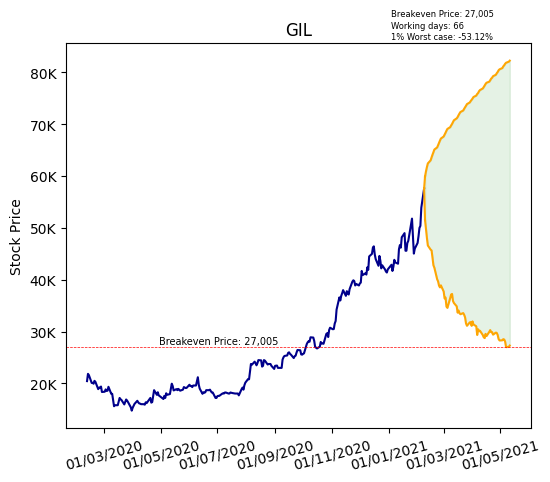 Breakeven Price: 27,005
Working days: 66
1% Worst case: -53.12%
GIL
80K
70K
60K
50K
40K
30K
20K
Stock Price
Breakeven Price: 27,005
01/03/2020
01/05/2020
01/07/2020
01/09/2020
01/11/2020
01/01/2021
01/03/2021
01/05/2021